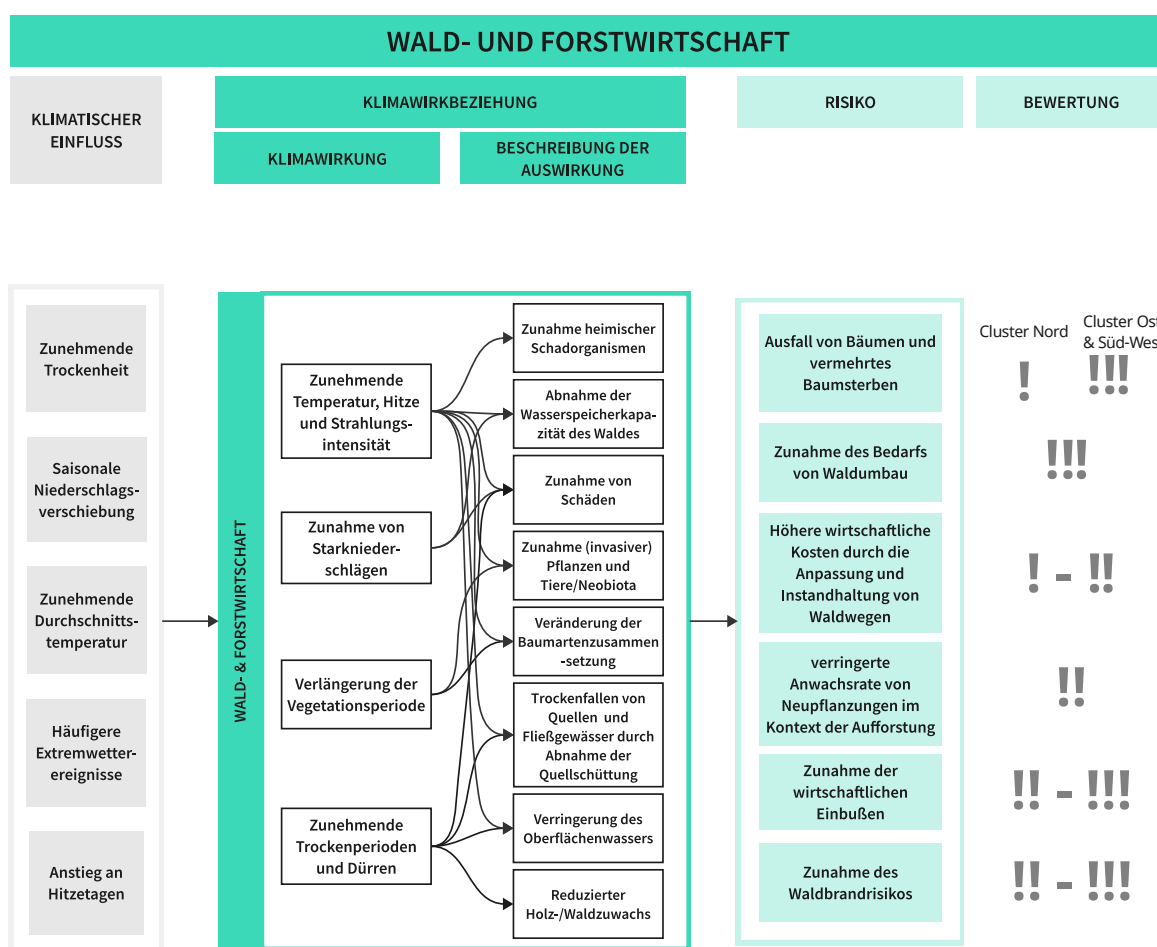 WALD- UND FORSTWIRTSCHAFT
KLIMATISCHER
EINFLUSS
KLIMAWIRKBEZIEHUNG
KLIMAWIRKUNG
BESCHREIBUNG DER
AUSWIRKUNG
RISIKO
BEWERTUNG
Zunehmende
Trockenheit
Saisonale
Niederschlags-
verschiebung
Zunehmende
Durchschnitts-
temperatur
Häufigere
Extremwetter-
ereignisse
Anstieg an
Hitzetagen
WALD- & FORSTWIRTSCHAFT
Zunehmende
Temperatur, Hitze
und Strahlungs-
intensität
Zunahme von
Starknieder-
schlägen
Verlängerung der
Vegetationsperiode
Zunehmende
Trockenperioden
und Dürren
Zunahme heimischer
Schadorganismen
Abnahme der
Wasserspeicherkapa-
zität des Waldes
Zunahme von
Schäden
Zunahme (invasiver)
Pflanzen und
Tiere/Neobiota
Veränderung der
Baumartenzusammen
-setzung
Trockenfallen von
Quellen und
Fließgewässer durch
Abnahme der
Quellschüttung
Verringerung des
Oberflächenwassers
Reduzierter
Holz-/Waldzuwachs
Ausfall von Bäumen und
vermehrtes
Baumsterben
Zunahme des Bedarfs
von Waldumbau
Höhere wirtschaftliche
Kosten durch die
Anpassung und
Instandhaltung von
Waldwegen
verringerte
Anwachsrate von
Neupflanzungen im
Kontext der Aufforstung
Zunahme der
wirtschaftlichen
Einbußen
Zunahme des
Waldbrandrisikos
Cluster Nord
Cluster Ost
& Süd-Wes
!
!!!
!!!
! - !!
!!
!! - !!!
!! - !!!